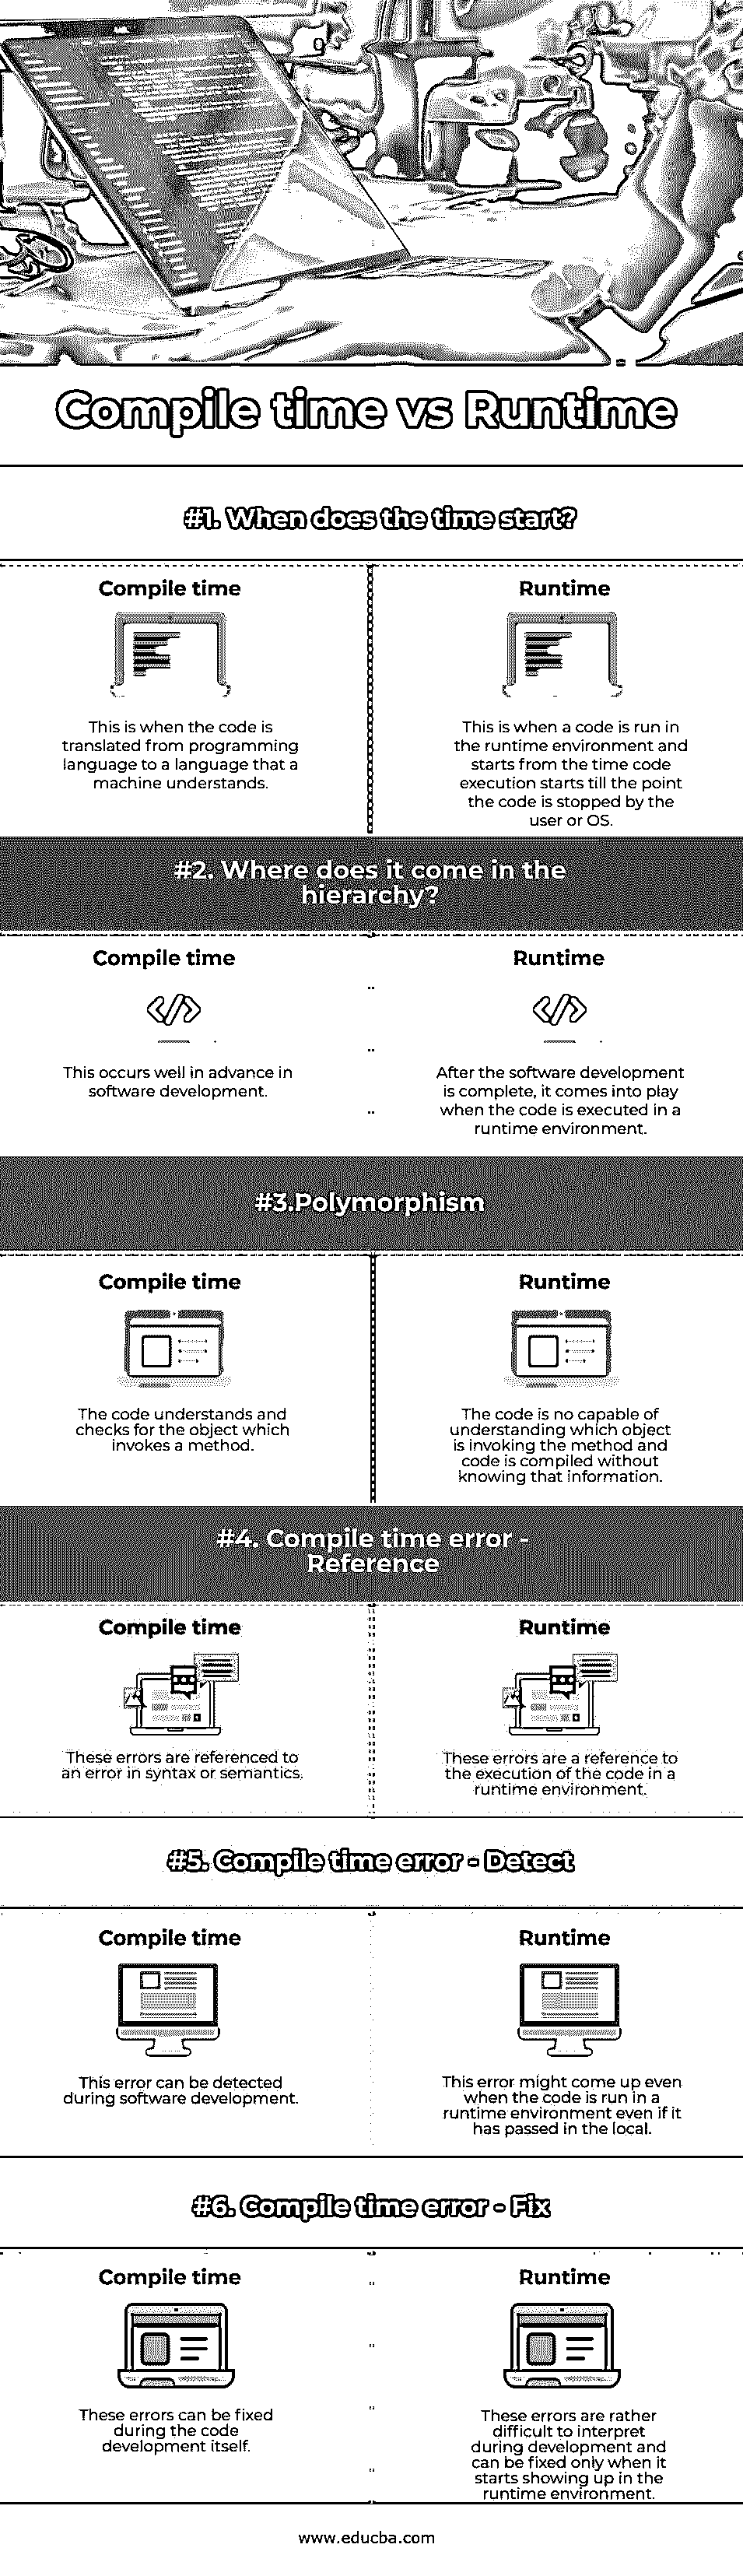 Compile time vs Runtime
#1. When does the time start?
Compile time
This is when the code is
translated from programming
language to a language that a
machine understands.
Runtime
This is when a code is run in
the runtime environment and
starts from the time code
execution starts till the point
the code is stopped by the
user or OS.
#2. Where does it come in the
hierarchy?
Compile time
This occurs well in advance in
software development.
Runtime
After the software development
is complete, it comes into play
when the code is executed in a
runtime environment.
#3.Polymorphism
Compile time
The code understands and
checks for the object which
invokes a method.
Runtime
The code is no capable of
understanding which object
is invoking the method and
code is compiled without
knowing that information.
#4. Compile time error -
Reference
Compile time
These errors are referenced to
an error in syntax or semantics.
Runtime
These errors are a reference to
the execution of the code in a
runtime environment.
#5. Compile time error - Detect
Compile time
This error can be detected
during software development.
Runtime
This error might come up even
when the code is run in a
runtime environment even if it
has passed in the local.
#6. Compile time error - Fix
Compile time
These errors can be fixed
during the code
development itself.
Runtime
These errors are rather
difficult to interpret
during development and
can be fixed only when it
starts showing up in the
runtime environment.
www.educba.com